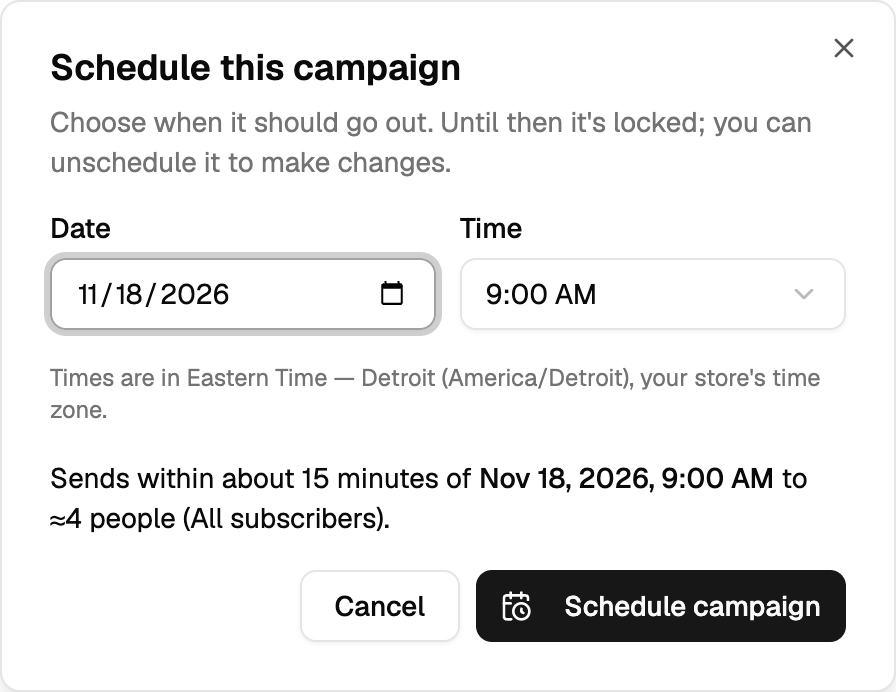 Schedule this campaign
Choose when it should go out. Until then it's locked; you can
unschedule it to make changes.
Date
Time
11/18/2026
9:00 AM
Times are in Eastern Time — Detroit (America/Detroit), your store's time
zone.
Sends within about 15 minutes of Nov 18, 2026, 9:00 AM to
≈4 people (All subscribers).
Cancel
Schedule campaign